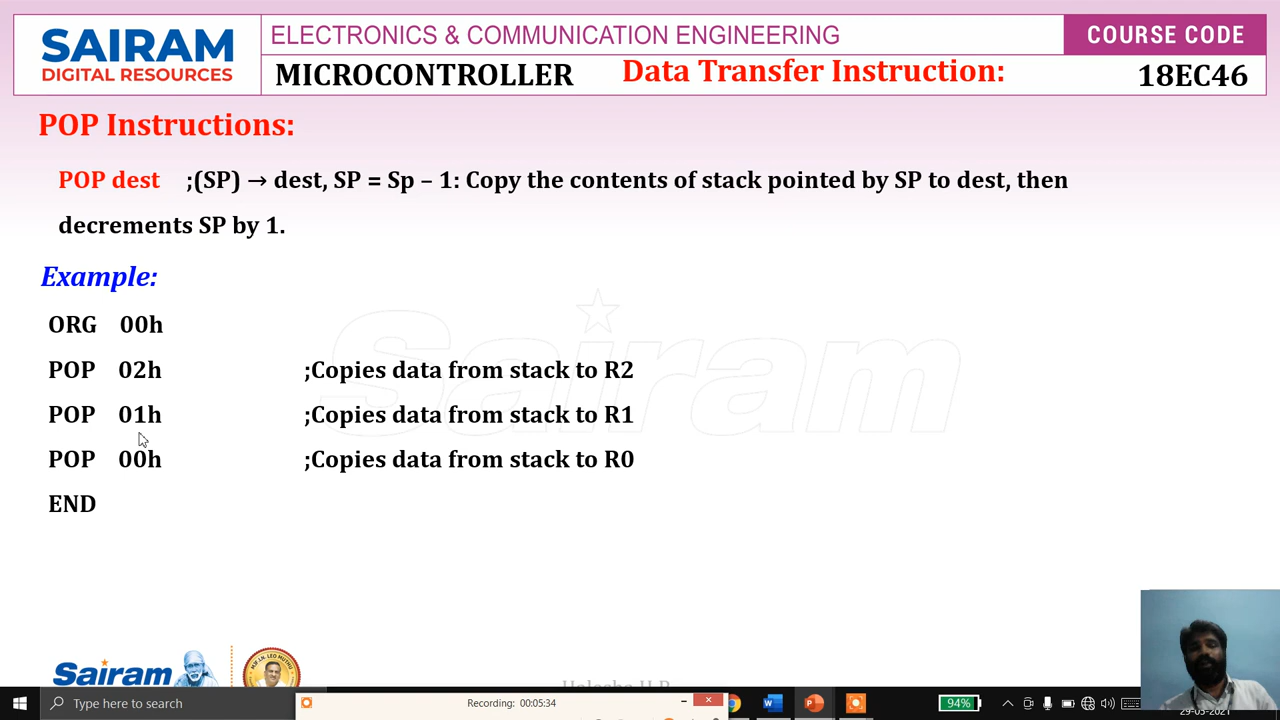 SAIRAM
DIGITAL RESOURCES
ELECTRONICS & COMMUNICATION ENGINEERING
COURSE CODE
MICROCONTROLLER
Data Transfer Instruction:
18EC46
POP Instructions:
POP dest ;(SP) → dest, SP = Sp – 1: Copy the contents of stack pointed by SP to dest, then
decrements SP by 1.
Example:
Sairam
ORG 00h
POP 02h ;Copies data from stack to R2
POP 01h ;Copies data from stack to R1
POP 00h ;Copies data from stack to R0
END
Sairam
Type here to search
Recording: 00:05:34
94%